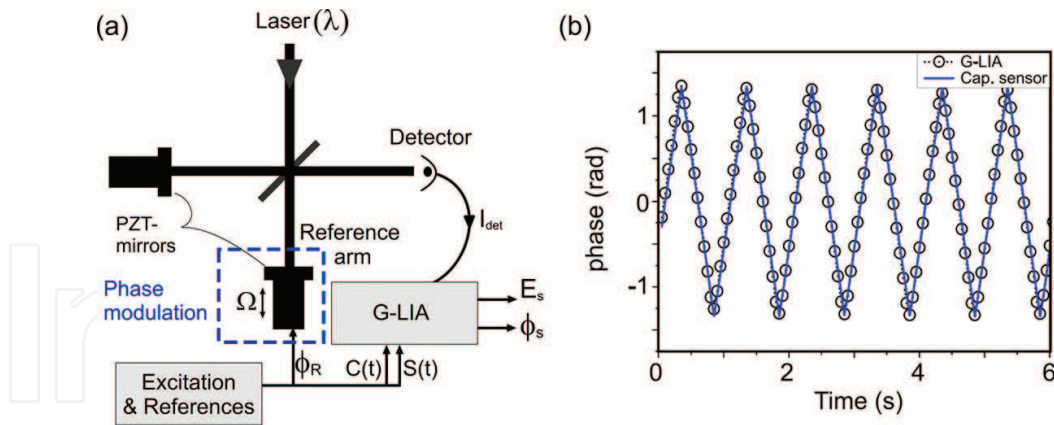 (a)
Laser (λ)
Detector
PZT-
mirrors
Reference
arm
I_det
Phase
modulation
Ω
G-LIA
E_s
ϕ_s
ϕ_R
C(t)
S(t)
Excitation
& References
(b)
G-LIA
Cap. sensor
phase (rad)
1
0
-1
0
2
4
6
Time (s)